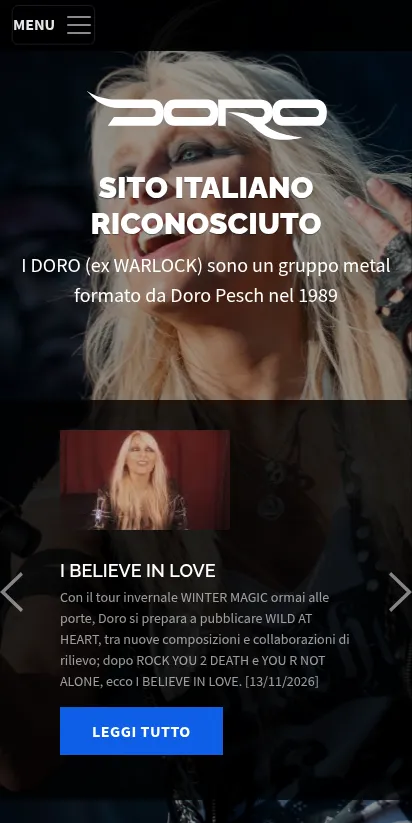 MENU
DORO
SITO ITALIANO
RICONOSCIUTO
I DORO (ex WARLOCK) sono un gruppo metal
formato da Doro Pesch nel 1989
I BELIEVE IN LOVE
Con il tour invernale WINTER MAGIC ormai alle
porte, Doro si prepara a pubblicare WILD AT
HEART, tra nuove composizioni e collaborazioni di
rilievo; dopo ROCK YOU 2 DEATH e YOU R NOT
ALONE, ecco I BELIEVE IN LOVE. [13/11/2026]
LEGGI TUTTO